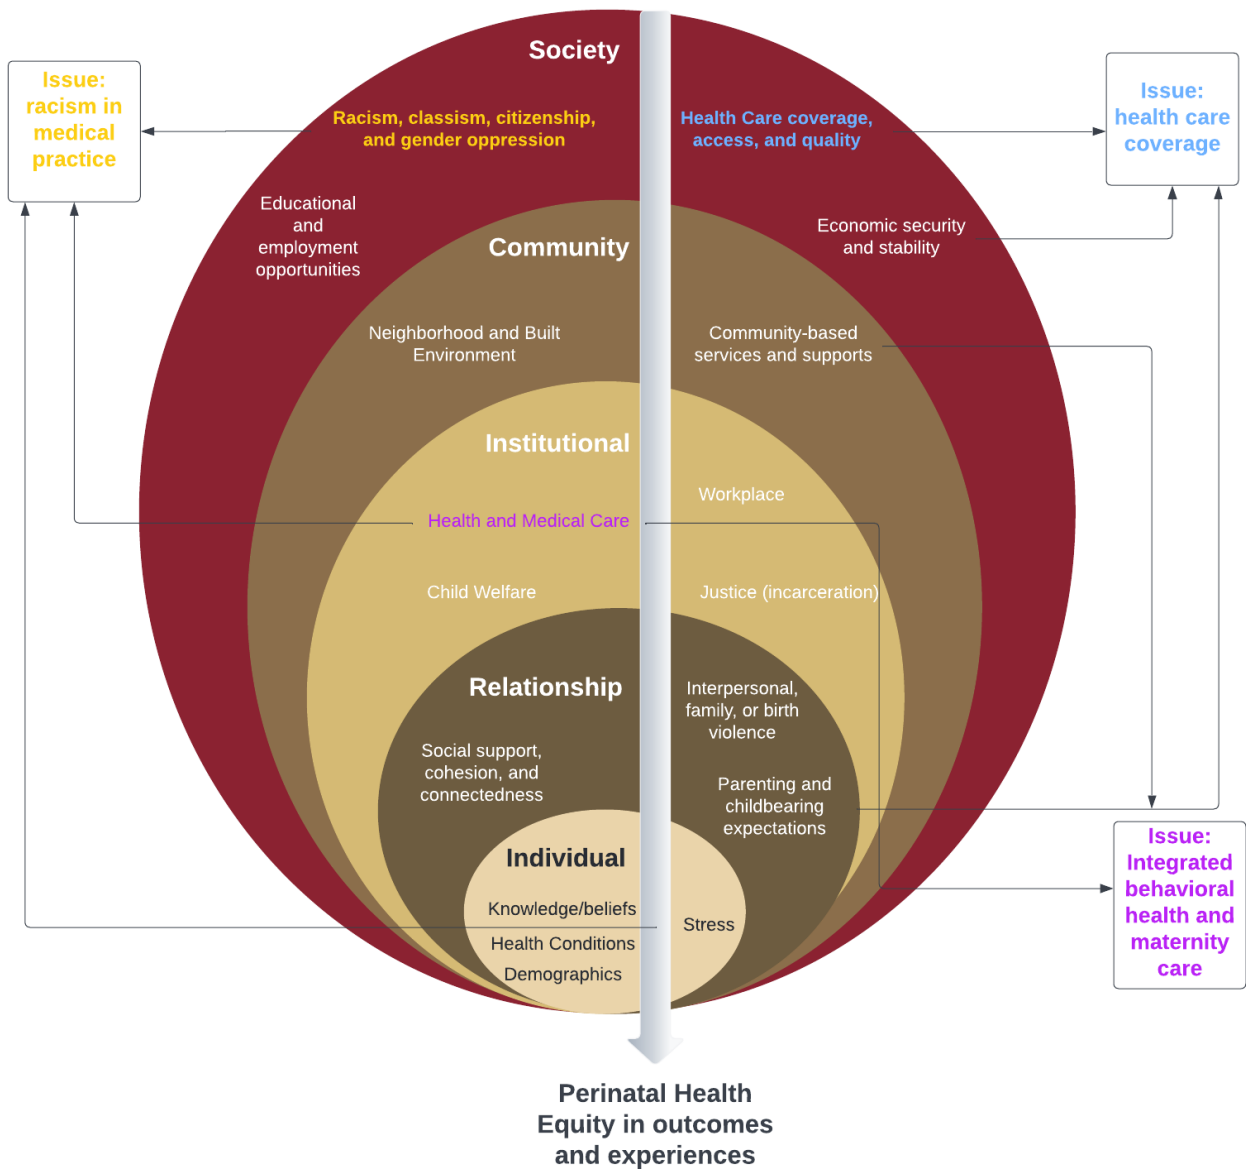 Society
Issue:
racism in
medical
practice
Racism, classism, citizenship,
and gender oppression
Health Care coverage,
access, and quality
Issue:
health care
coverage
Educational
and
employment
opportunities
Economic security
and stability
Community
Neighborhood and Built
Environment
Community-based
services and supports
Institutional
Workplace
Health and Medical Care
Child Welfare
Justice (incarceration)
Relationship
Interpersonal,
family, or birth
violence
Social support,
cohesion, and
connectedness
Parenting and
childbearing
expectations
Individual
Knowledge/beliefs
Health Conditions
Demographics
Stress
Issue:
Integrated
behavioral
health and
maternity
care
Perinatal Health
Equity in outcomes
and experiences